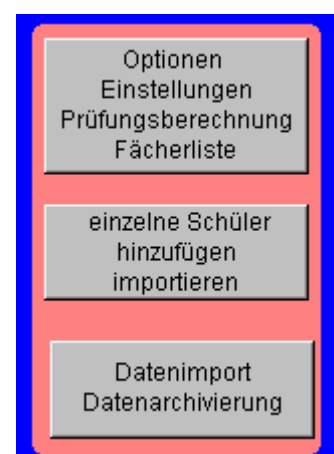 Optionen
Einstellungen
Prüfungsberechnung
Fächerliste
einzelne Schüler
hinzufügen
importieren
Datenimport
Datenarchivierung